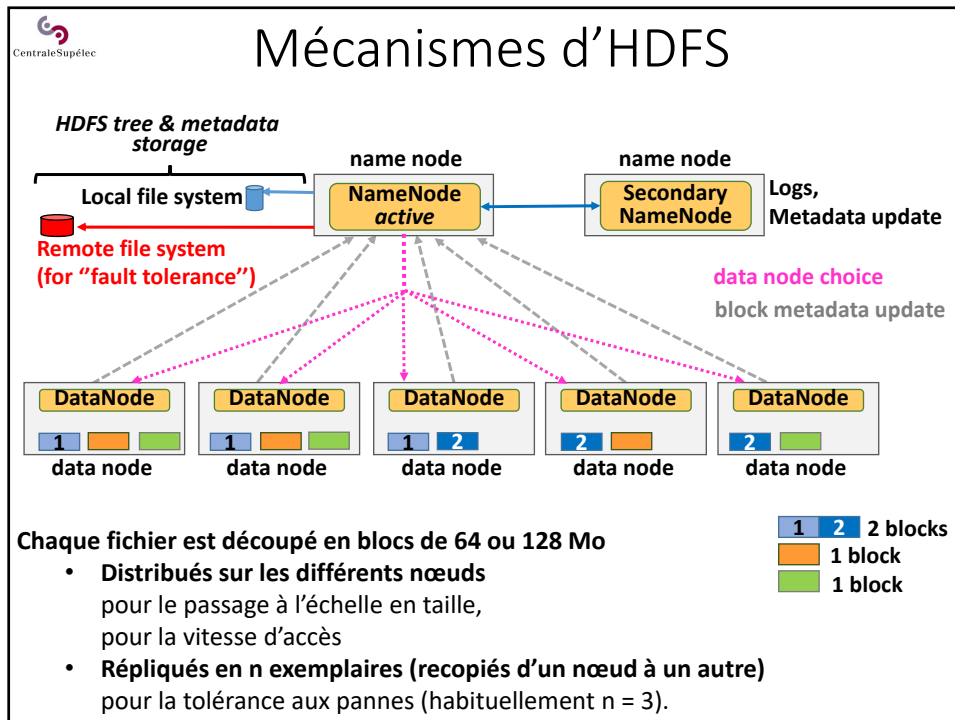 CentraleSupélec
Mécanismes d’HDFS
HDFS tree & metadata
storage
Local file system
Remote file system
(for ‘‘fault tolerance’’)
name node
NameNode
active
name node
Secondary
NameNode
Logs,
Metadata update
data node choice
block metadata update
DataNode
1
data node
DataNode
1
data node
DataNode
1 2
data node
DataNode
2
data node
DataNode
2
data node
1 2 2 blocks
1 block
1 block
Chaque fichier est découpé en blocs de 64 ou 128 Mo
• Distribués sur les différents nœuds
pour le passage à l’échelle en taille,
pour la vitesse d’accès
• Répliqués en n exemplaires (recopiés d’un nœud à un autre)
pour la tolérance aux pannes (habituellement n = 3).